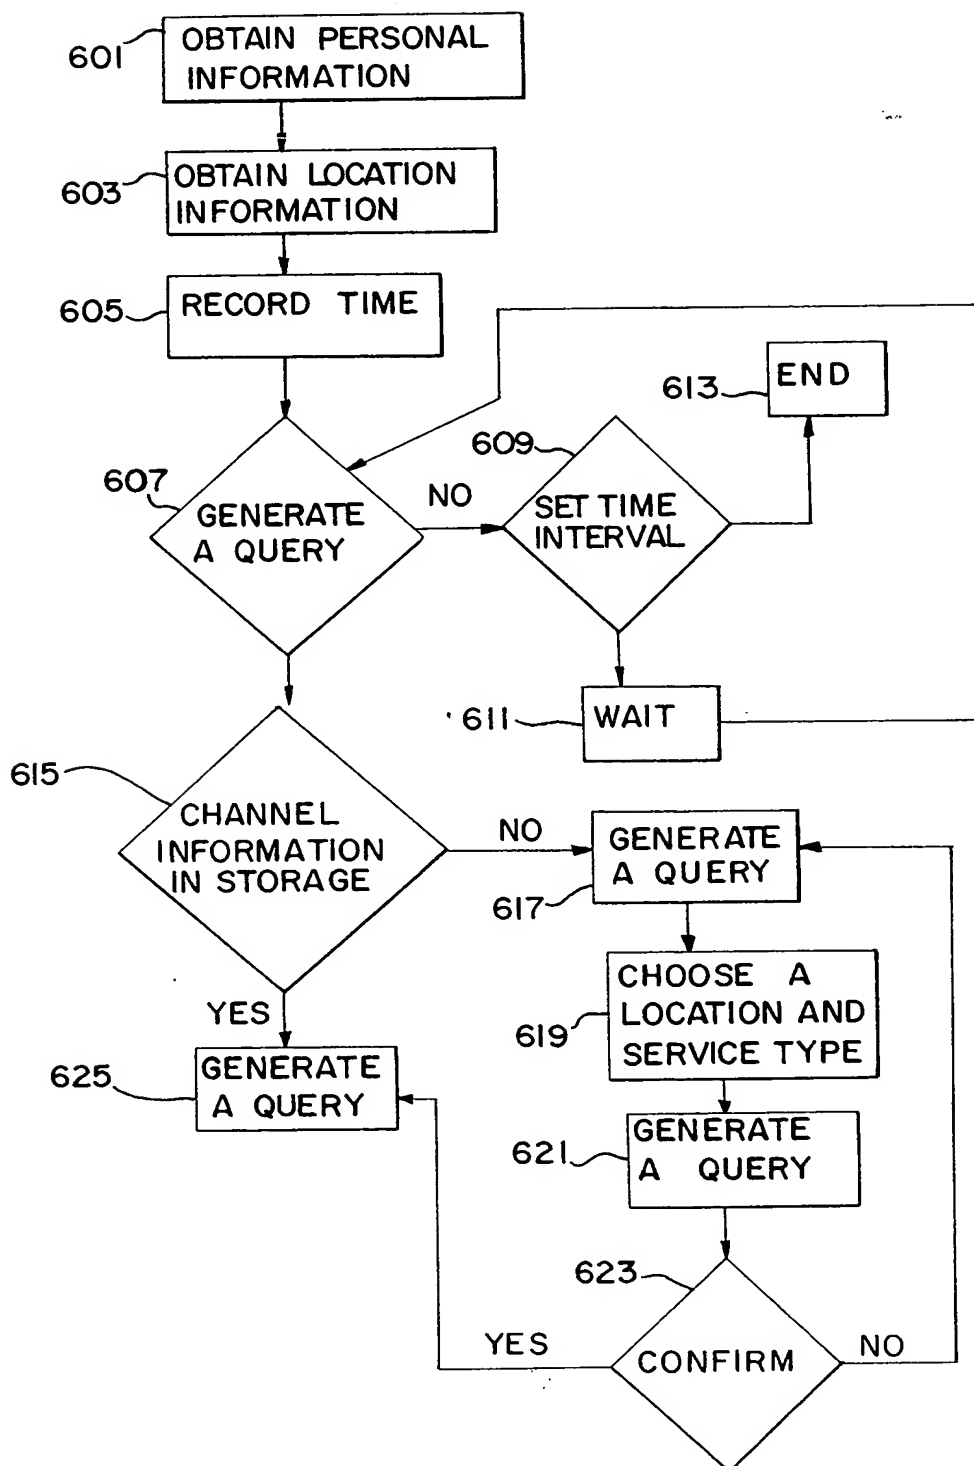 601
OBTAIN PERSONAL
INFORMATION
603
OBTAIN LOCATION
INFORMATION
605
RECORD TIME
613
END
607
GENERATE
A QUERY
NO
609
SET TIME
INTERVAL
611
WAIT
615
CHANNEL
INFORMATION
IN STORAGE
NO
617
GENERATE
A QUERY
619
CHOOSE A
LOCATION AND
SERVICE TYPE
YES
625
GENERATE
A QUERY
621
GENERATE
A QUERY
623
CONFIRM
YES
NO